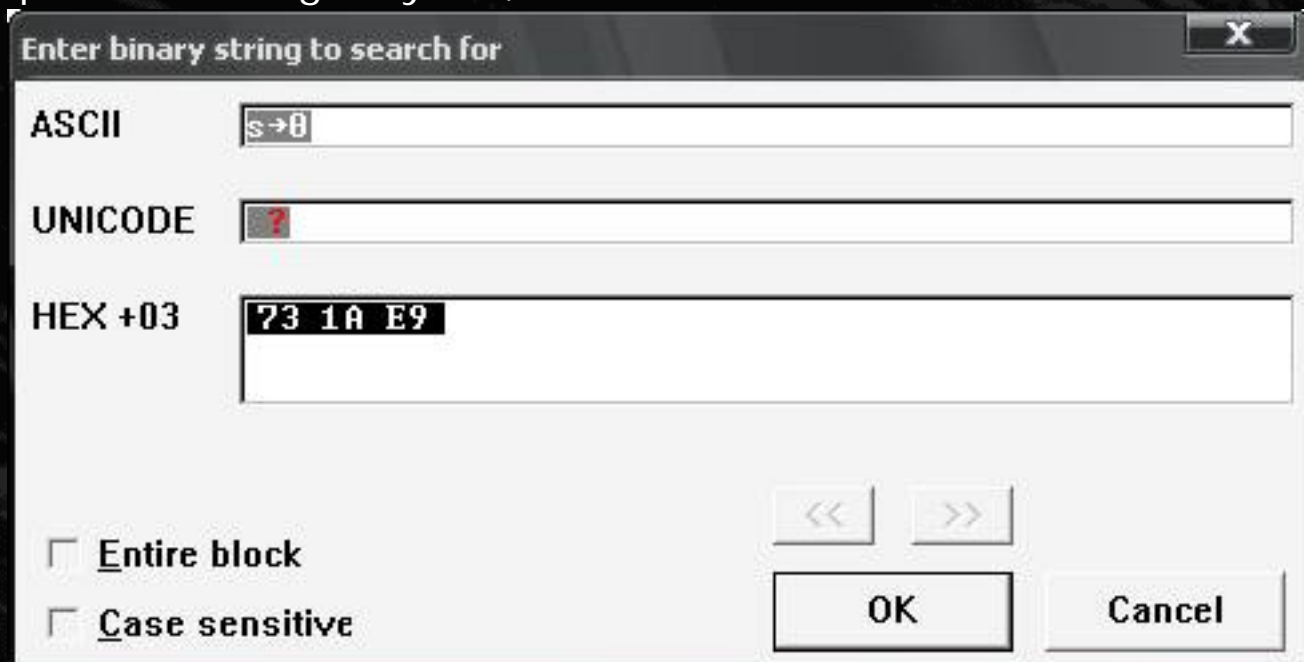 Enter binary string to search for
ASCII s→θ
UNICODE ?
HEX +03 73 1A E9
<< >>
Entire block
Case sensitive
OK Cancel